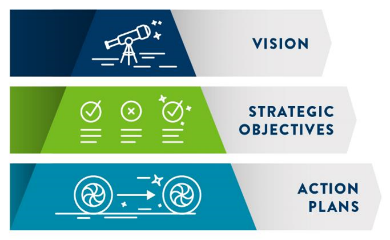 VISION
STRATEGIC
OBJECTIVES
ACTION
PLANS